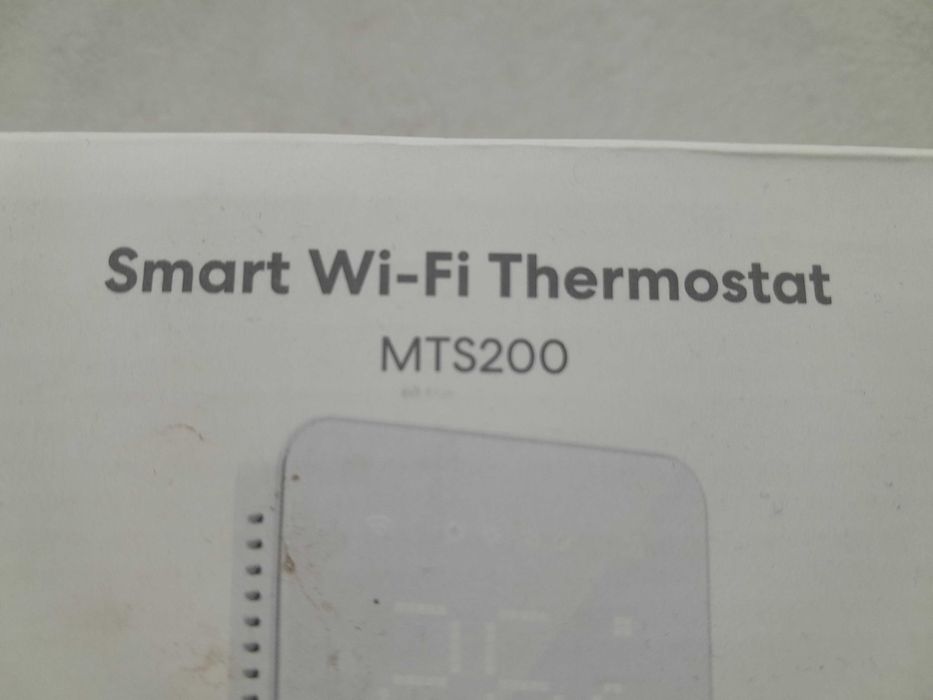 Smart Wi-Fi Thermostat
MTS200